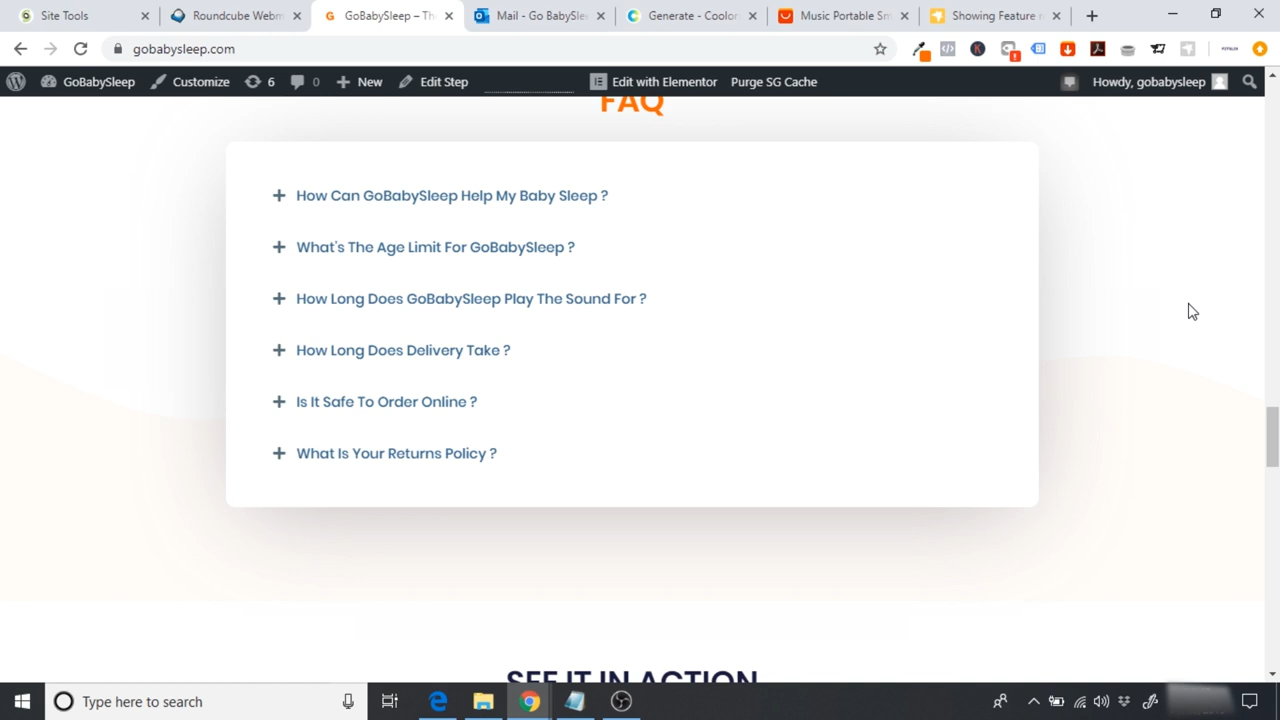 Site Tools
Roundcube Webm
GoBabySleep – Th
Mail - Go BabySle
Generate - Coolor
Music Portable Sm
Showing Feature r
gobabysleep.com
GoBabySleep
Customize
6
0
New
Edit Step
Edit with Elementor
Purge SG Cache
Howdy, gobabysleep
FAQ
How Can GoBabySleep Help My Baby Sleep ?
What's The Age Limit For GoBabySleep ?
How Long Does GoBabySleep Play The Sound For ?
How Long Does Delivery Take ?
Is It Safe To Order Online ?
What Is Your Returns Policy ?
SEE IT IN ACTION
Type here to search